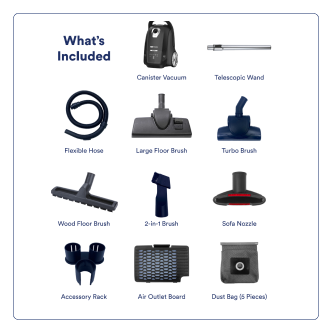 What's
Included
Canister Vacuum
Telescopic Wand
Flexible Hose
Large Floor Brush
Turbo Brush
Wood Floor Brush
2-in-1 Brush
Sofa Nozzle
Accessory Rack
Air Outlet Board
Dust Bag (5 Pieces)